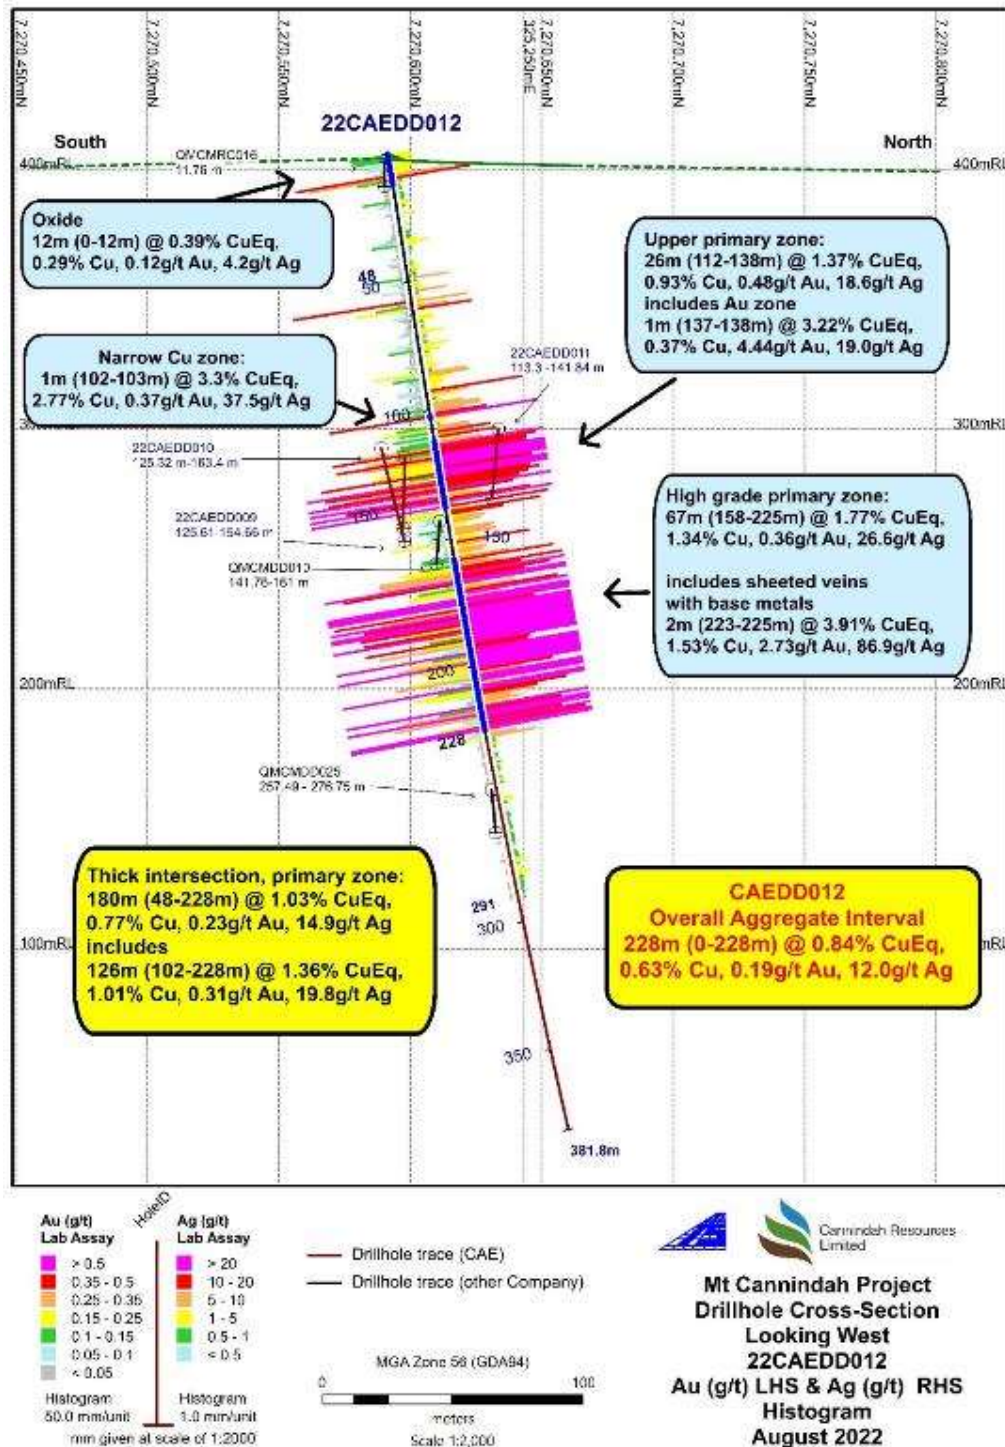 7,270,450mN
7,270,500mN
7,270,550mN
7,270,600mN
325,250mE
7,270,650mN
7,270,700mN
7,270,750mN
7,270,800mN
22CAEDD012
South
North
QMCMRC016
11.76 m
400mRL
400mRL
Oxide
12m (0-12m) @ 0.39% CuEq,
0.29% Cu, 0.12g/t Au, 4.2g/t Ag
Upper primary zone:
26m (112-138m) @ 1.37% CuEq,
0.93% Cu, 0.48g/t Au, 18.6g/t Ag
includes Au zone
1m (137-138m) @ 3.22% CuEq,
0.37% Cu, 4.44g/t Au, 19.0g/t Ag
48
50
Narrow Cu zone:
1m (102-103m) @ 3.3% CuEq,
2.77% Cu, 0.37g/t Au, 37.5g/t Ag
22CAEDD011
113.3 -141.84 m
100
300mRL
22CAEDD010
125.32 m-163.4 m
High grade primary zone:
67m (158-225m) @ 1.77% CuEq,
1.34% Cu, 0.36g/t Au, 26.5g/t Ag
includes sheeted veins
with base metals
2m (223-225m) @ 3.91% CuEq,
1.53% Cu, 2.73g/t Au, 86.9g/t Ag
22CAEDD009
150
150
141.76-161 m
200
200mRL
200mRL
228
QMCMDD025
257.49 - 276.75 m
Thick intersection, primary zone:
180m (48-228m) @ 1.03% CuEq,
0.77% Cu, 0.23g/t Au, 14.9g/t Ag
includes
126m (102-228m) @ 1.36% CuEq,
1.01% Cu, 0.31g/t Au, 19.8g/t Ag
CAEDD012
Overall Aggregate Interval
228m (0-228m) @ 0.84% CuEq,
0.63% Cu, 0.19g/t Au, 12.0g/t Ag
291
300
100mRL
350
381.8m
Au (g/t)
Lab Assay
> 0.5
0.35 - 0.5
0.25 - 0.35
0.15 - 0.25
0.1 - 0.15
0.05 - 0.1
< 0.05
Histogram
50.0 mm/unit
HoleID
Ag (g/t)
Lab Assay
> 20
10 - 20
5 - 10
1 - 5
0.5 - 1
< 0.5
Histogram
1.0 mm/unit
mm given at scale of 1:2000
Drillhole trace (CAE)
Drillhole trace (other Company)
MGA Zone 56 (GDA94)
0
100
meters
Scale 1:2,000
Cannindah Resources
Limited
Mt Cannindah Project
Drillhole Cross-Section
Looking West
22CAEDD012
Au (g/t) LHS & Ag (g/t) RHS
Histogram
August 2022